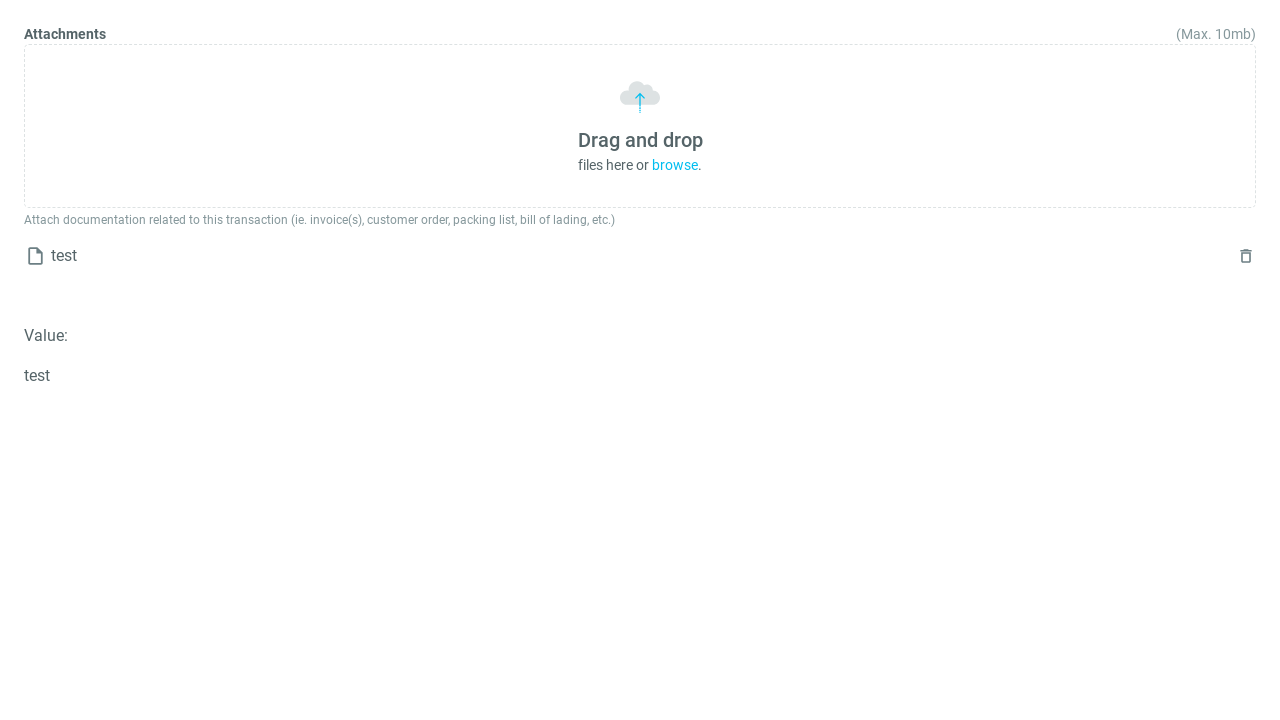 Attachments (Max. 10mb)
Drag and drop
files here or browse.
Attach documentation related to this transaction (ie. invoice(s), customer order, packing list, bill of lading, etc.)
test
Value:
test